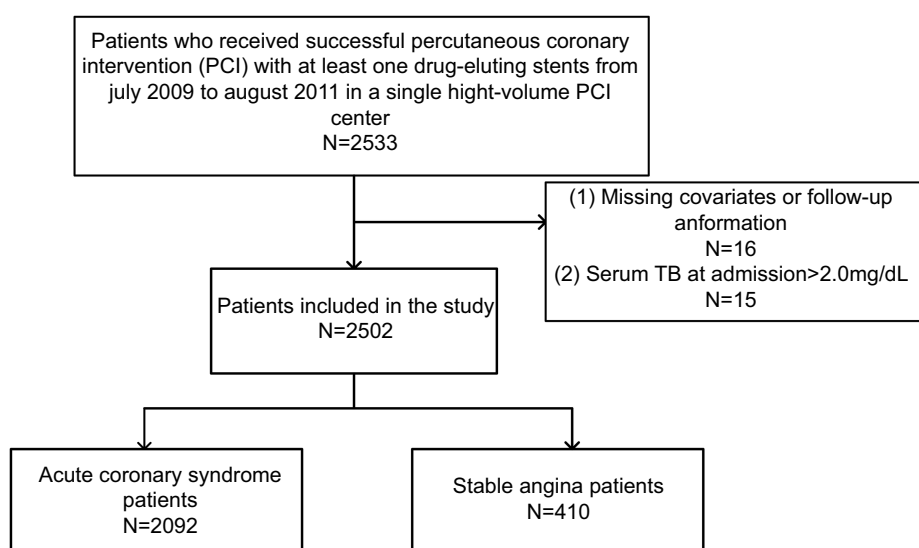 Patients who received successful percutaneous coronary
intervention (PCI) with at least one drug-eluting stents from
july 2009 to august 2011 in a single hight-volume PCI
center
N=2533
(1) Missing covariates or follow-up
anformation
N=16
(2) Serum TB at admission>2.0mg/dL
N=15
Patients included in the study
N=2502
Acute coronary syndrome
patients
N=2092
Stable angina patients
N=410